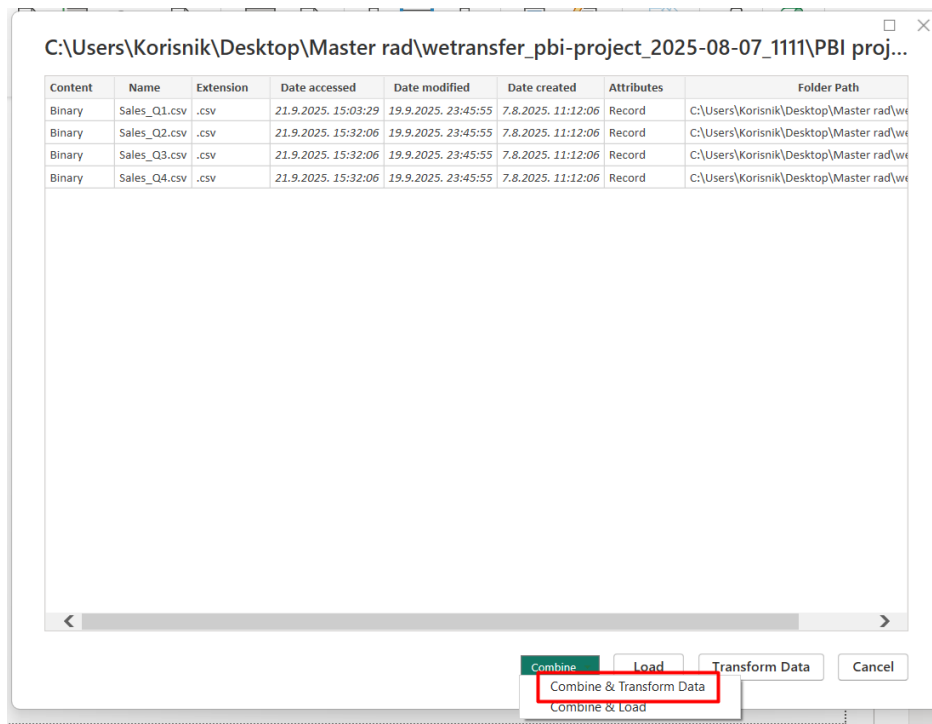 C:\Users\Korisnik\Desktop\Master rad\wetransfer_pbi-project_2025-08-07_1111\PBI proj...
Content Name Extension Date accessed Date modified Date created Attributes Folder Path
Binary Sales_Q1.csv .csv 21.9.2025. 15:03:29 19.9.2025. 23:45:55 7.8.2025. 11:12:06 Record C:\Users\Korisnik\Desktop\Master rad\we
Binary Sales_Q2.csv .csv 21.9.2025. 15:32:06 19.9.2025. 23:45:55 7.8.2025. 11:12:06 Record C:\Users\Korisnik\Desktop\Master rad\we
Binary Sales_Q3.csv .csv 21.9.2025. 15:32:06 19.9.2025. 23:45:55 7.8.2025. 11:12:06 Record C:\Users\Korisnik\Desktop\Master rad\we
Binary Sales_Q4.csv .csv 21.9.2025. 15:32:06 19.9.2025. 23:45:55 7.8.2025. 11:12:06 Record C:\Users\Korisnik\Desktop\Master rad\we
Combine Load Transform Data Cancel
Combine & Transform Data
Combine & Load